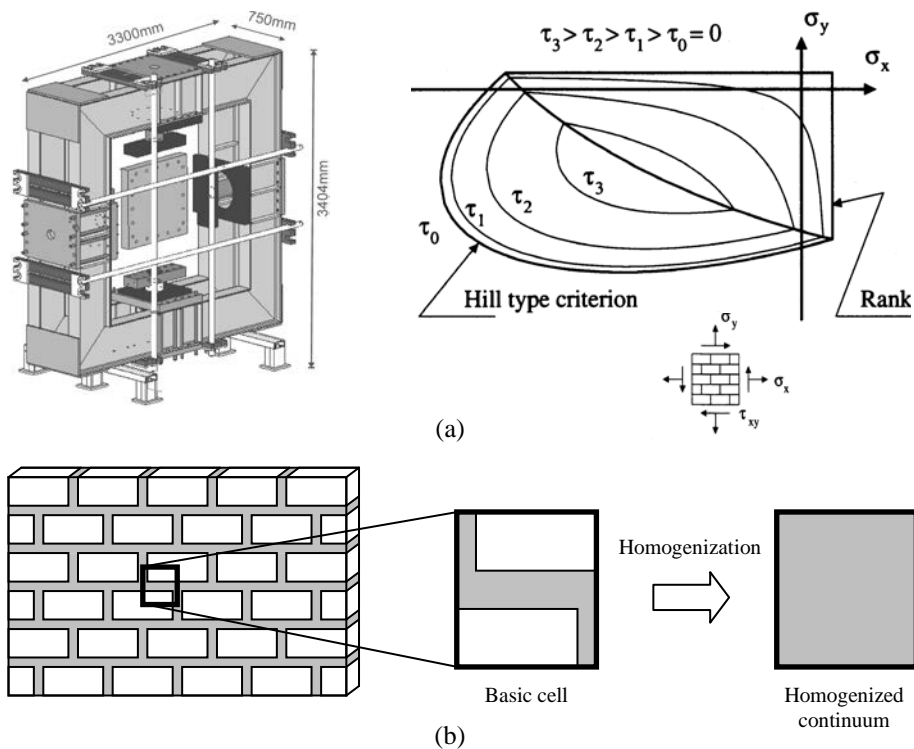 3300mm
750mm
3404mm
τ3 > τ2 > τ1 > τ0 = 0
σy
σx
τ3
τ2
τ1
τ0
Hill type criterion
Rank
σy
σx
τxy
(a)
Homogenization
Basic cell
Homogenized
continuum
(b)